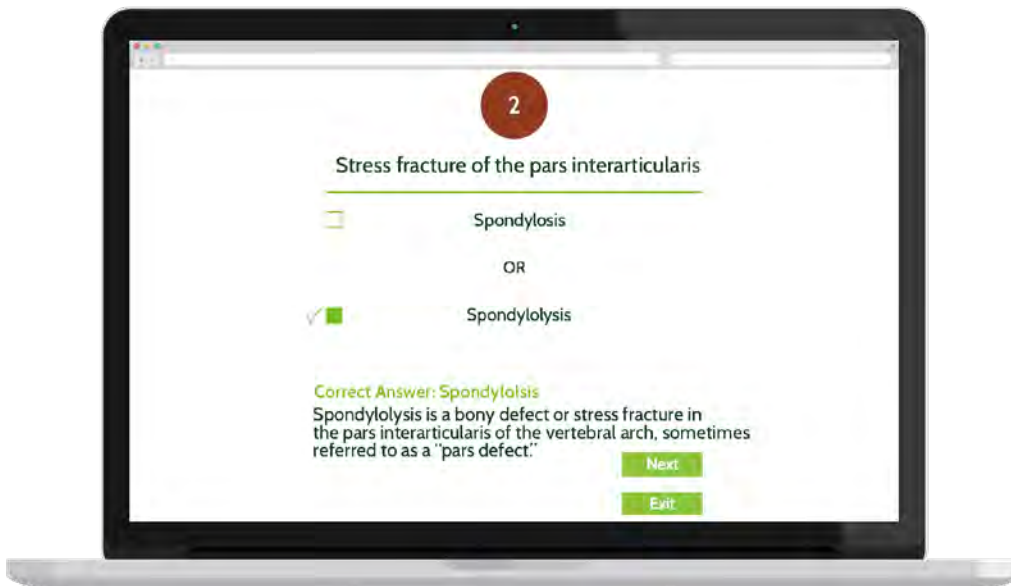 2
Stress fracture of the pars interarticularis
Spondylosis
OR
Spondylolysis
Correct Answer: Spondylolsis
Spondylolysis is a bony defect or stress fracture in
the pars interarticularis of the vertebral arch, sometimes
referred to as a "pars defect."
Next
Exit